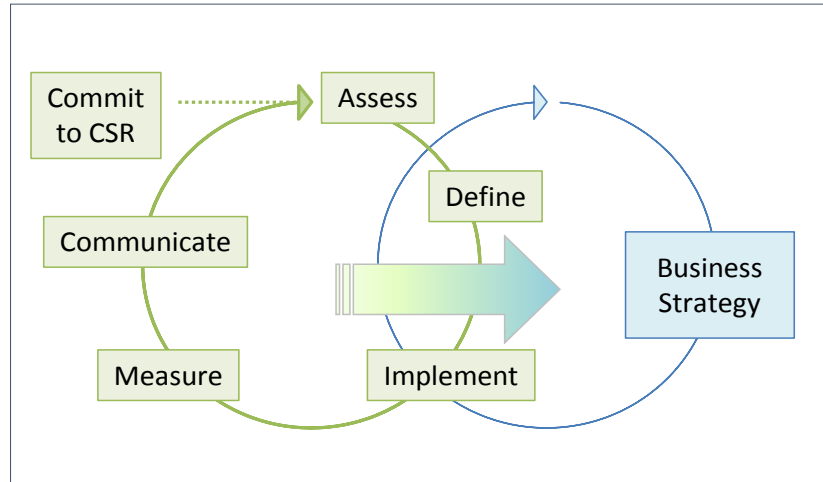 Commit
to CSR
Assess
Define
Communicate
Business
Strategy
Measure
Implement